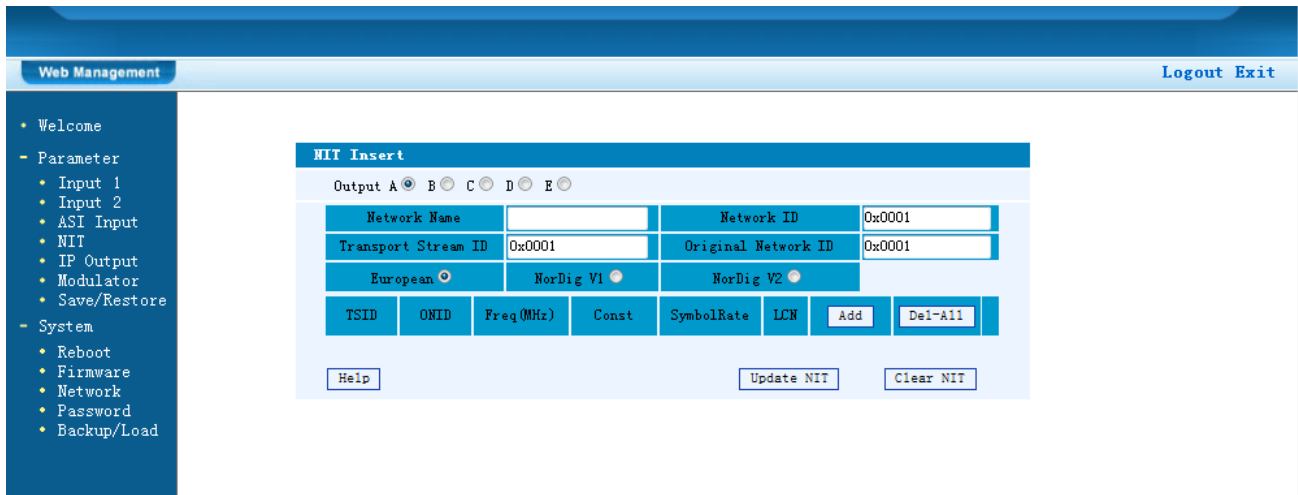 Web Management
Logout Exit
Welcome
Parameter
Input 1
Input 2
ASI Input
NIT
IP Output
Modulator
Save/Restore
System
Reboot
Firmware
Network
Password
Backup/Load
NIT Insert
Output A B C D E
Network Name Network ID 0x0001
Transport Stream ID 0x0001 Original Network ID 0x0001
European NorDig V1 NorDig V2
TSID ONID Freq(MHz) Const SymbolRate LCN Add Del-All
Help Update NIT Clear NIT